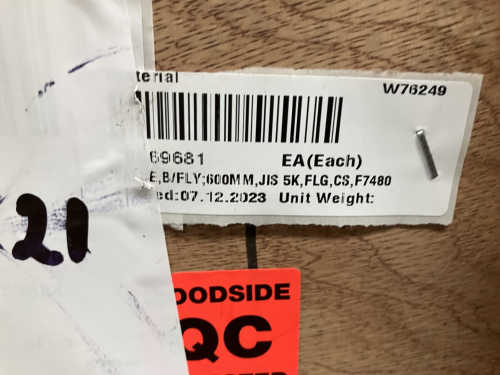 terial
W76249
69681 EA(Each)
E,B/FLY;600MM,JIS 5K,FLG,CS,F7480
ed:07.12.2023 Unit Weight:
21
OODSIDE
QC